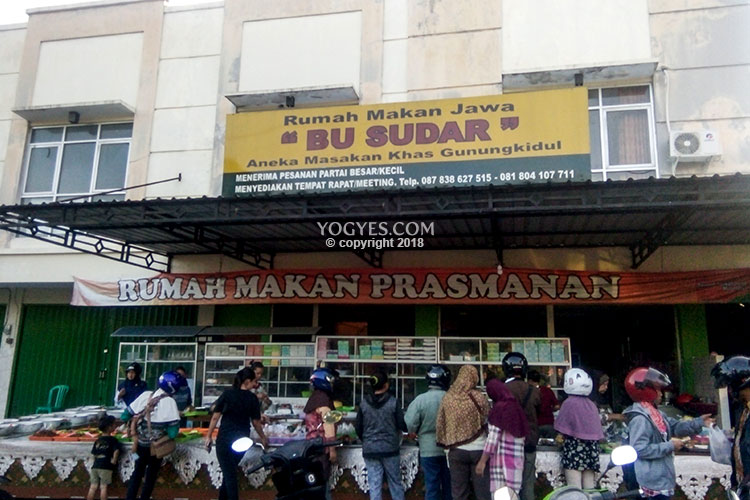 Rumah Makan Jawa
“ BU SUDAR ”
Aneka Masakan Khas Gunungkidul
MENERIMA PESANAN PARTAI BESAR/KECIL
MENYEDIAKAN TEMPAT RAPAT/MEETING. Telp. 087 838 627 515 - 081 804 107 711
YOGYES.COM
© copyright 2018
RUMAH MAKAN PRASMANAN